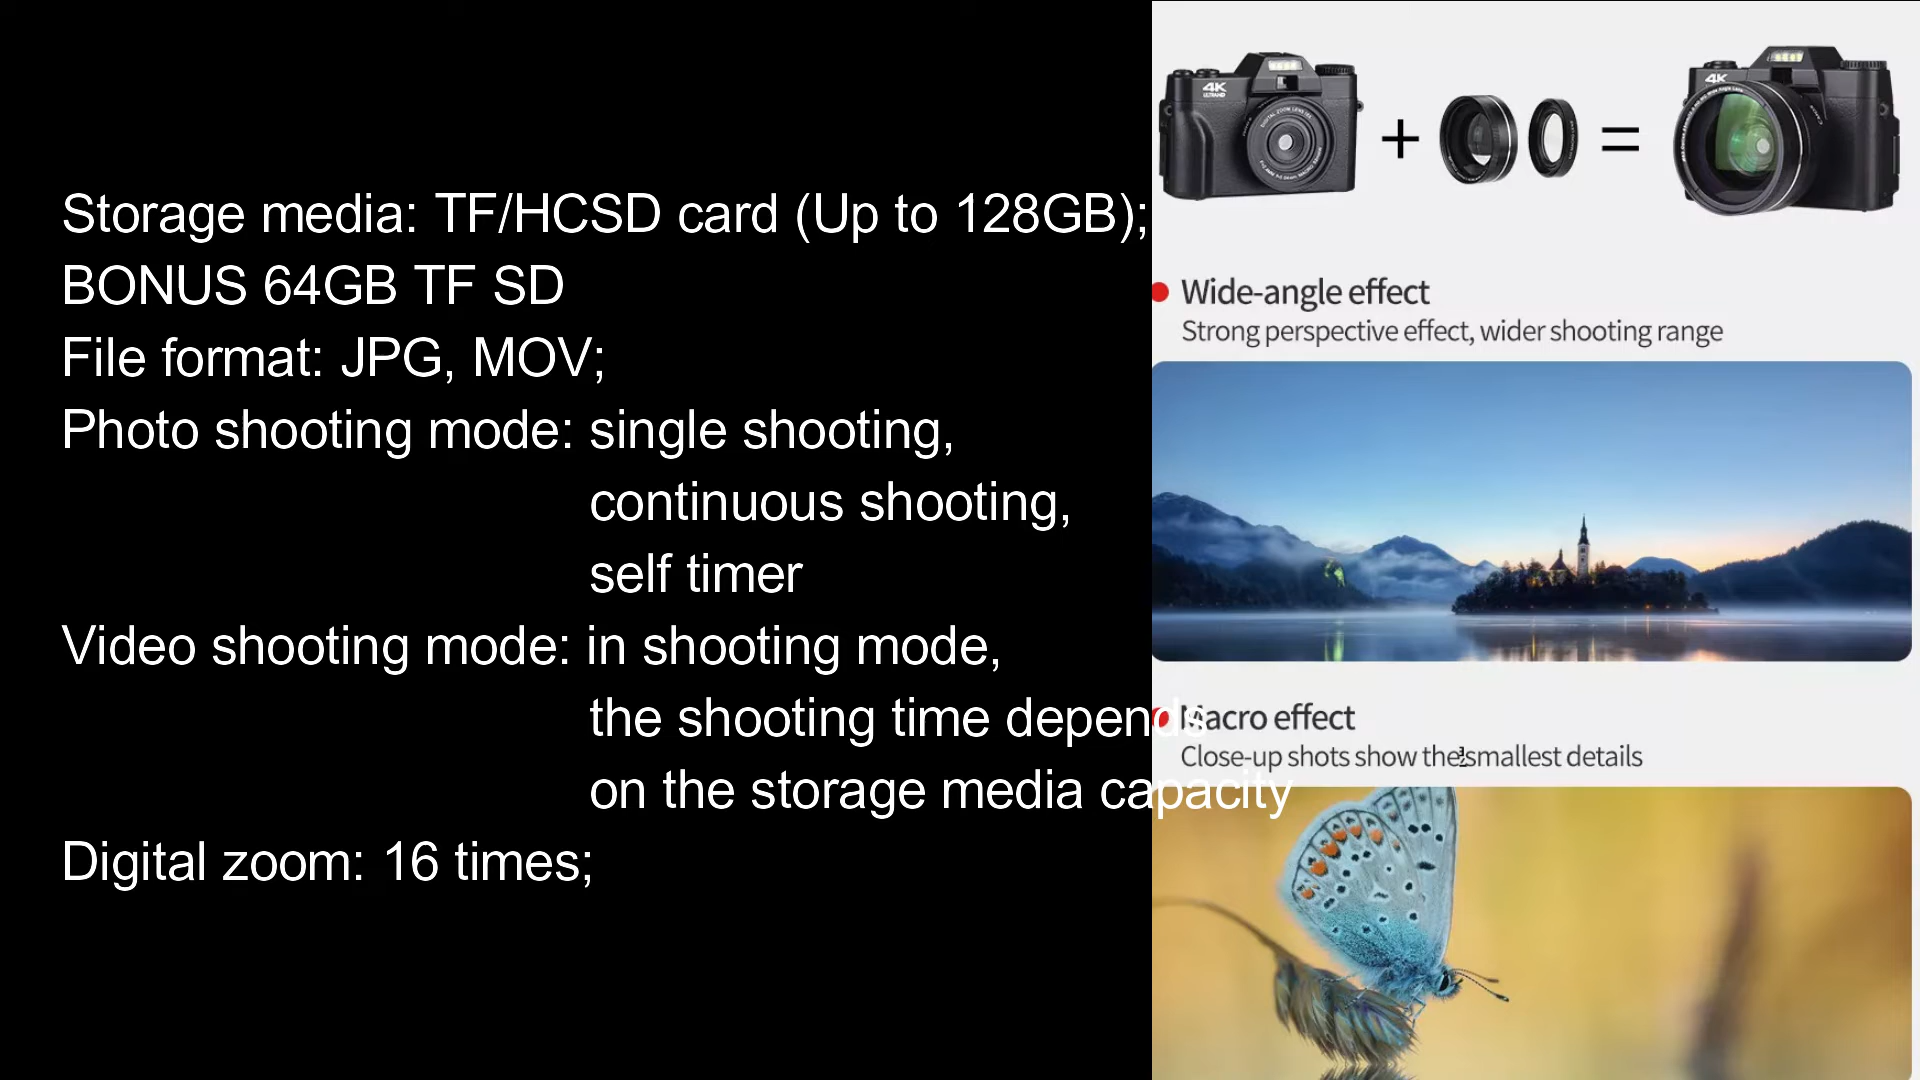 Storage media: TF/HCSD card (Up to 128GB);
BONUS 64GB TF SD
File format: JPG, MOV;
Photo shooting mode: single shooting,
continuous shooting,
self timer
Video shooting mode: in shooting mode,
the shooting time depends
on the storage media capacity
Digital zoom: 16 times;
4K
ULTRA HD
+
=
4K
Wide-angle effect
Strong perspective effect, wider shooting range
Macro effect
Close-up shots show the smallest details